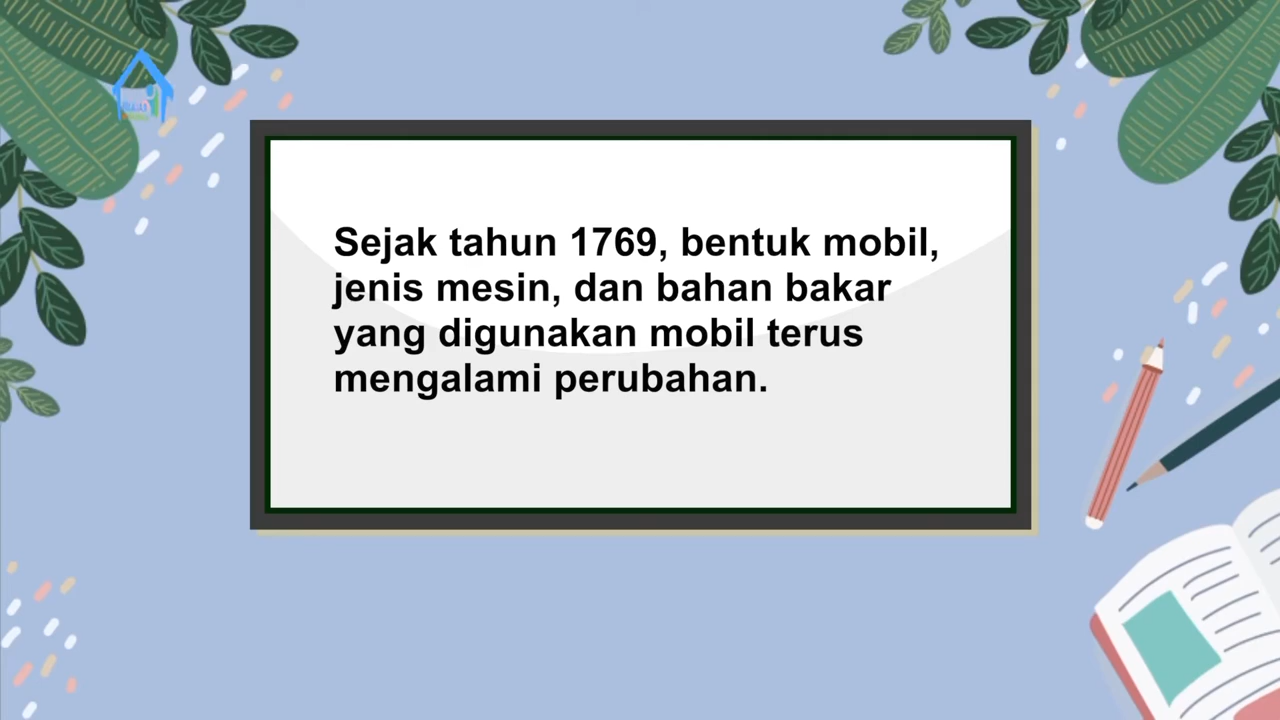 Sejak tahun 1769, bentuk mobil,
jenis mesin, dan bahan bakar
yang digunakan mobil terus
mengalami perubahan.